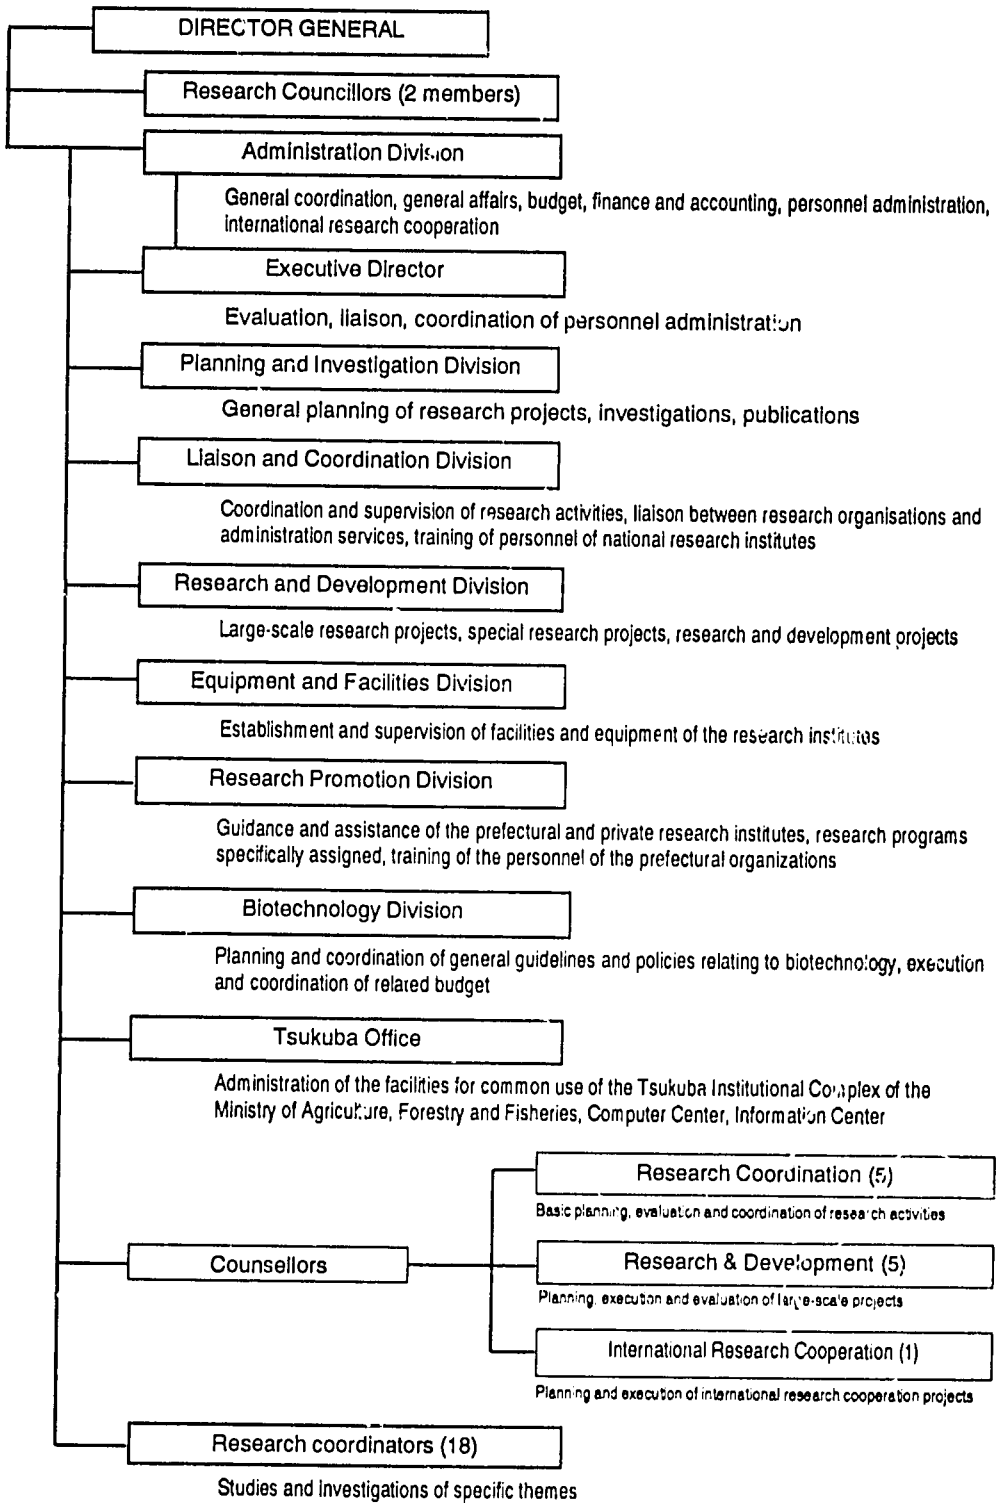 DIRECTOR GENERAL
Research Councillors (2 members)
Administration Division
General coordination, general affairs, budget, finance and accounting, personnel administration,
international research cooperation
Executive Director
Evaluation, liaison, coordination of personnel administration
Planning and Investigation Division
General planning of research projects, investigations, publications
Liaison and Coordination Division
Coordination and supervision of research activities, liaison between research organisations and
administration services, training of personnel of national research institutes
Research and Development Division
Large-scale research projects, special research projects, research and development projects
Equipment and Facilities Division
Establishment and supervision of facilities and equipment of the research institutes
Research Promotion Division
Guidance and assistance of the prefectural and private research institutes, research programs
specifically assigned, training of the personnel of the prefectural organizations
Biotechnology Division
Planning and coordination of general guidelines and policies relating to biotechnology, execution
and coordination of related budget
Tsukuba Office
Administration of the facilities for common use of the Tsukuba Institutional Complex of the
Ministry of Agriculture, Forestry and Fisheries, Computer Center, Information Center
Counsellors
Research Coordination (5)
Basic planning, evaluation and coordination of research activities
Research & Development (5)
Planning, execution and evaluation of large-scale projects
International Research Cooperation (1)
Planning and execution of international research cooperation projects
Research coordinators (18)
Studies and investigations of specific themes